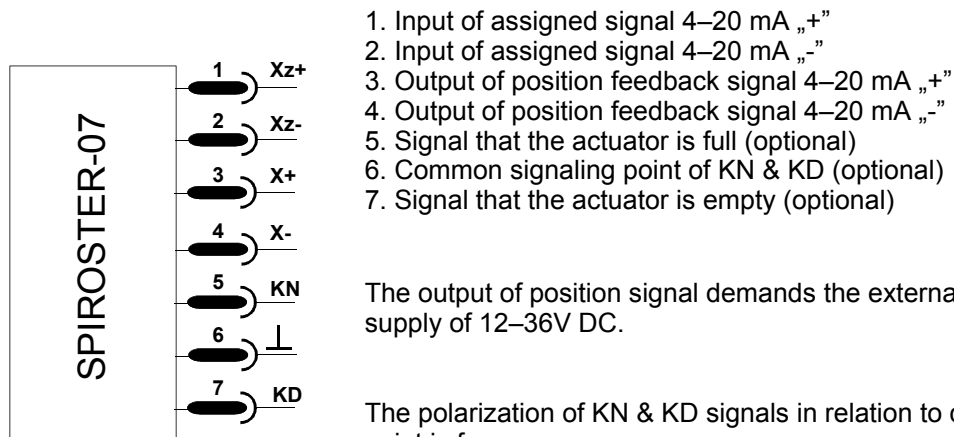 1. Input of assigned signal 4–20 mA „+”
2. Input of assigned signal 4–20 mA „-”
3. Output of position feedback signal 4–20 mA „+”
4. Output of position feedback signal 4–20 mA „-”
5. Signal that the actuator is full (optional)
6. Common signaling point of KN & KD (optional)
7. Signal that the actuator is empty (optional)
The output of position signal demands the externa
supply of 12–36V DC.
The polarization of KN & KD signals in relation to
SPIROSTER-07
1 Xz+
2 Xz-
3 X+
4 X-
5 KN
6
7 KD